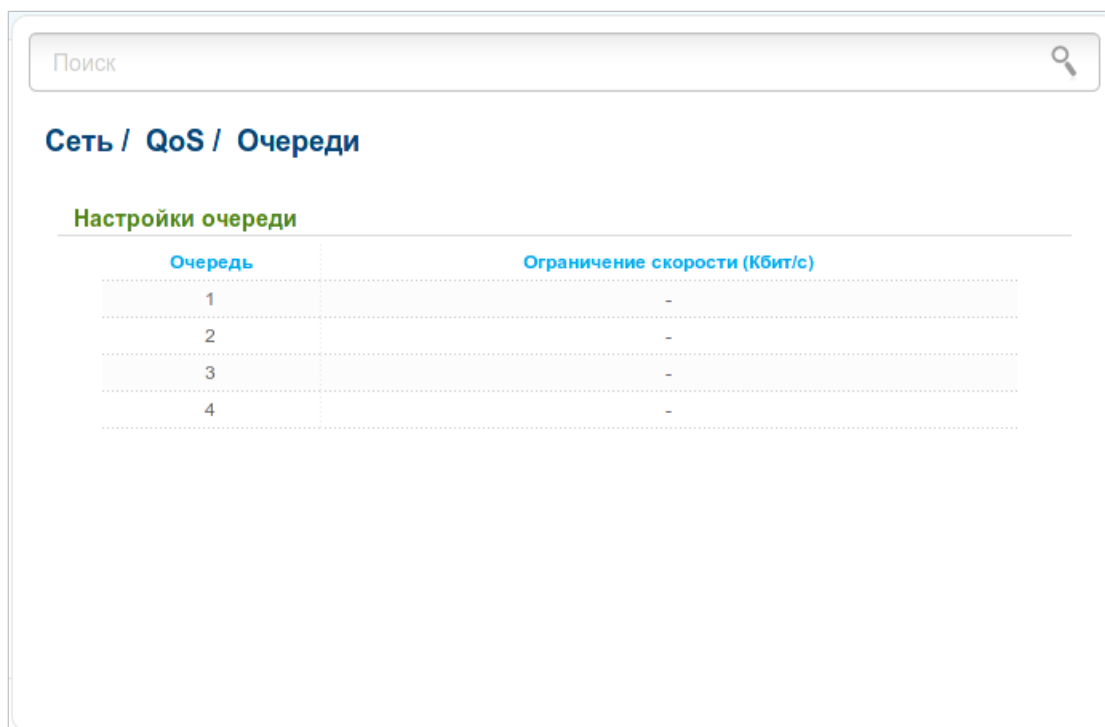 Поиск
Сеть / QoS / Очереди
Настройки очереди
Очередь Ограничение скорости (Кбит/с)
1 -
2 -
3 -
4 -